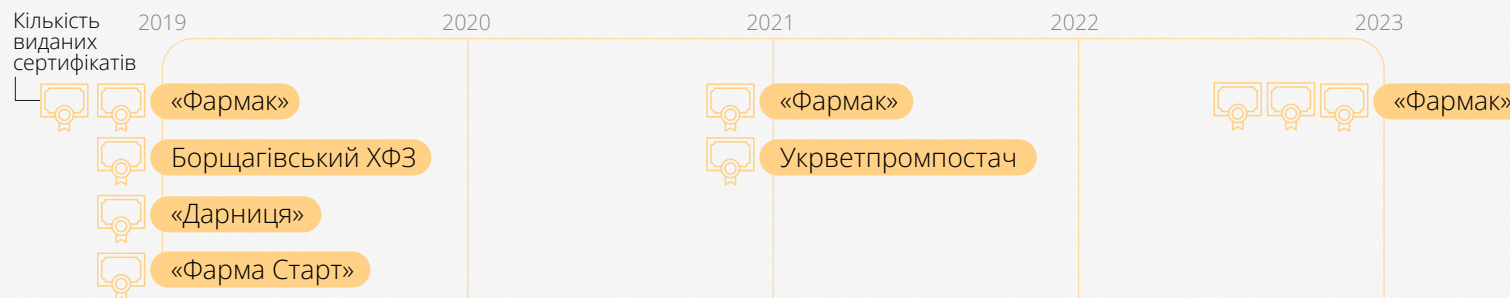 Кількість
виданих
сертифікатів
2019 2020 2021 2022 2023
«Фармак» «Фармак» «Фармак»
Борщагівський ХФЗ Укрветпромпостач
«Дарниця»
«Фарма Старт»